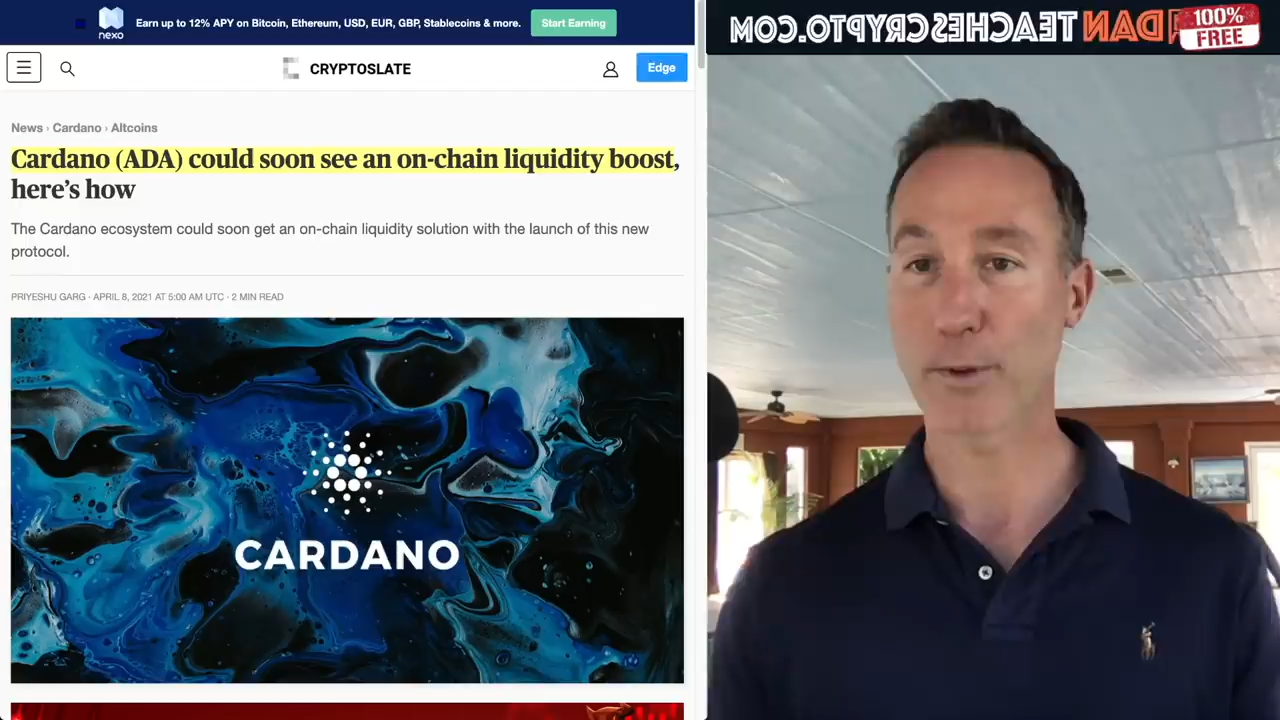 nexo
Earn up to 12% APY on Bitcoin, Ethereum, USD, EUR, GBP, Stablecoins & more.
Start Earning
CRYPTOSLATE
Edge
News › Cardano › Altcoins
Cardano (ADA) could soon see an on-chain liquidity boost,
here's how
The Cardano ecosystem could soon get an on-chain liquidity solution with the launch of this new
protocol.
PRIYESHU GARG · APRIL 8, 2021 AT 5:00 AM UTC · 2 MIN READ
CARDANO
DAN TEACHESCRYPTO.COM
100%
FREE